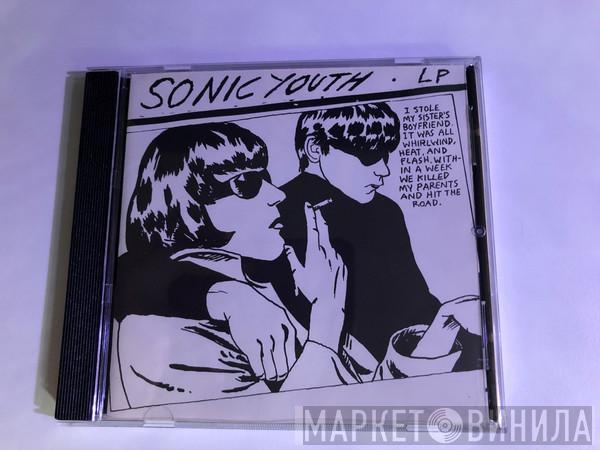 SONIC YOUTH · LP
I STOLE
MY SISTER'S
BOYFRIEND.
IT WAS ALL
WHIRLWIND,
HEAT, AND
FLASH. WITH-
IN A WEEK
WE KILLED
MY PARENTS
AND HIT THE
ROAD.
МАРКЕТ ВИНИЛА